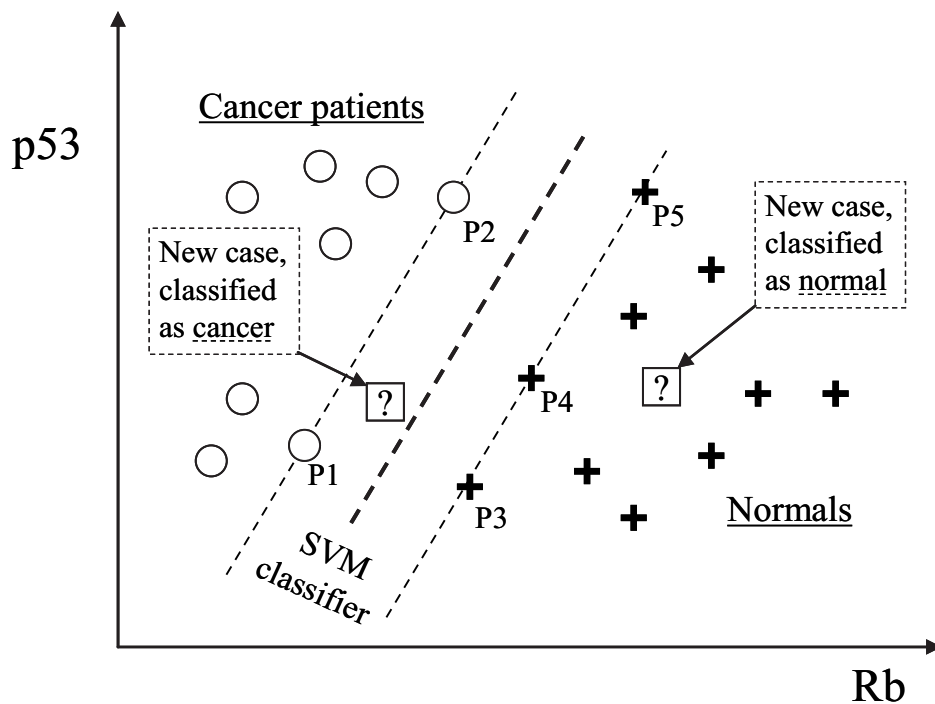 Cancer patients
p53
P2
New case,
classified
as cancer
?
P1
P5
New case,
classified
as normal
?
P4
P3
Normals
SVM
classifier
Rb